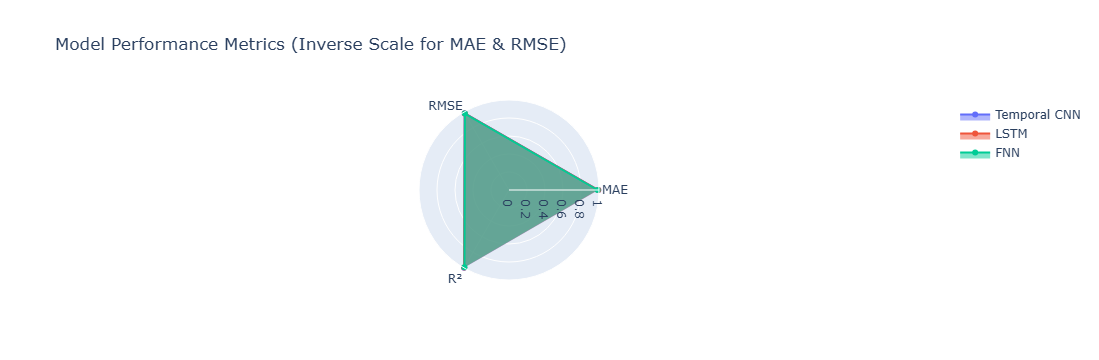 Model Performance Metrics (Inverse Scale for MAE & RMSE)
RMSE
MAE
0
0.2
0.4
0.6
0.8
1
R²
Temporal CNN
LSTM
FNN